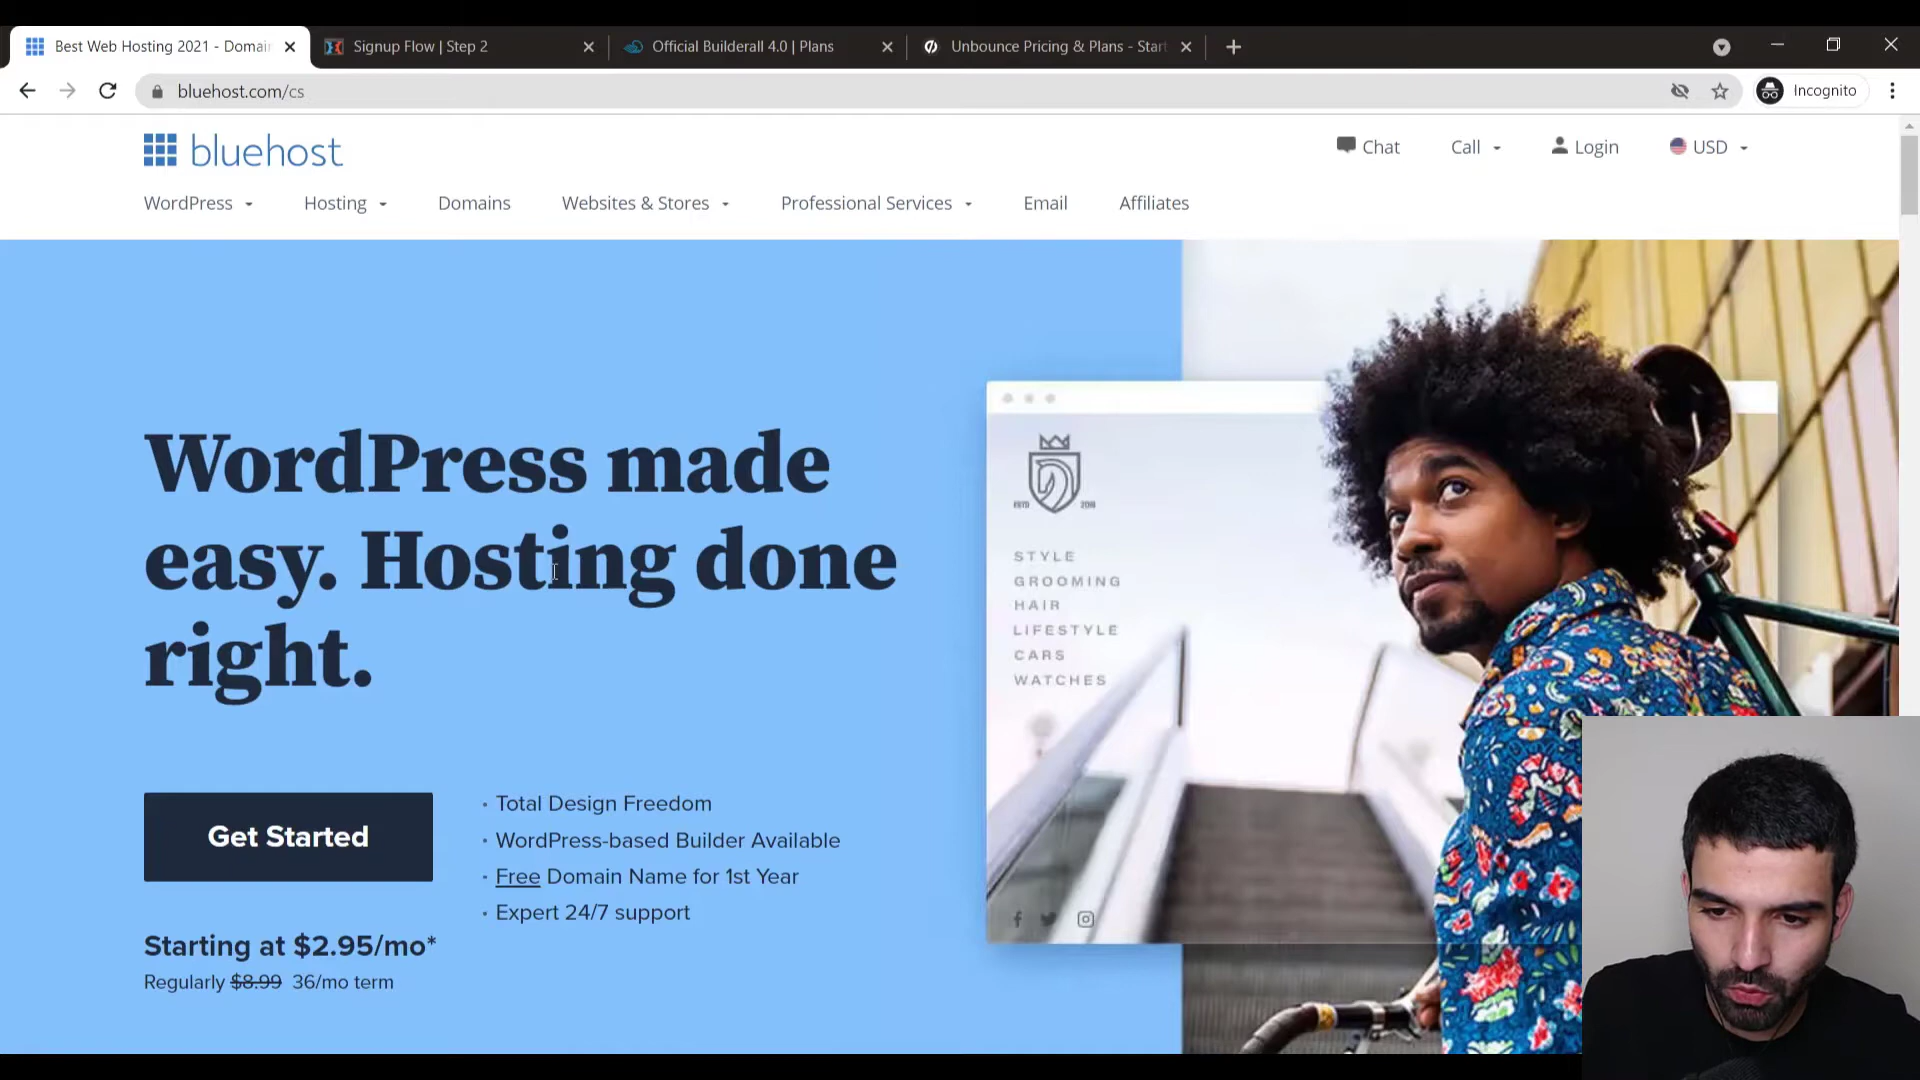 Best Web Hosting 2021 - Domai
Signup Flow | Step 2
Official Builderall 4.0 | Plans
Unbounce Pricing & Plans - Start
bluehost.com/cs
Incognito
bluehost
Chat
Call
Login
USD
WordPress
Hosting
Domains
Websites & Stores
Professional Services
Email
Affiliates
WordPress made
easy. Hosting done
right.
Get Started
· Total Design Freedom
· WordPress-based Builder Available
· Free Domain Name for 1st Year
· Expert 24/7 support
Starting at $2.95/mo*
Regularly $8.99 36/mo term
ESTD
STYLE
GROOMING
HAIR
LIFESTYLE
CARS
WATCHES